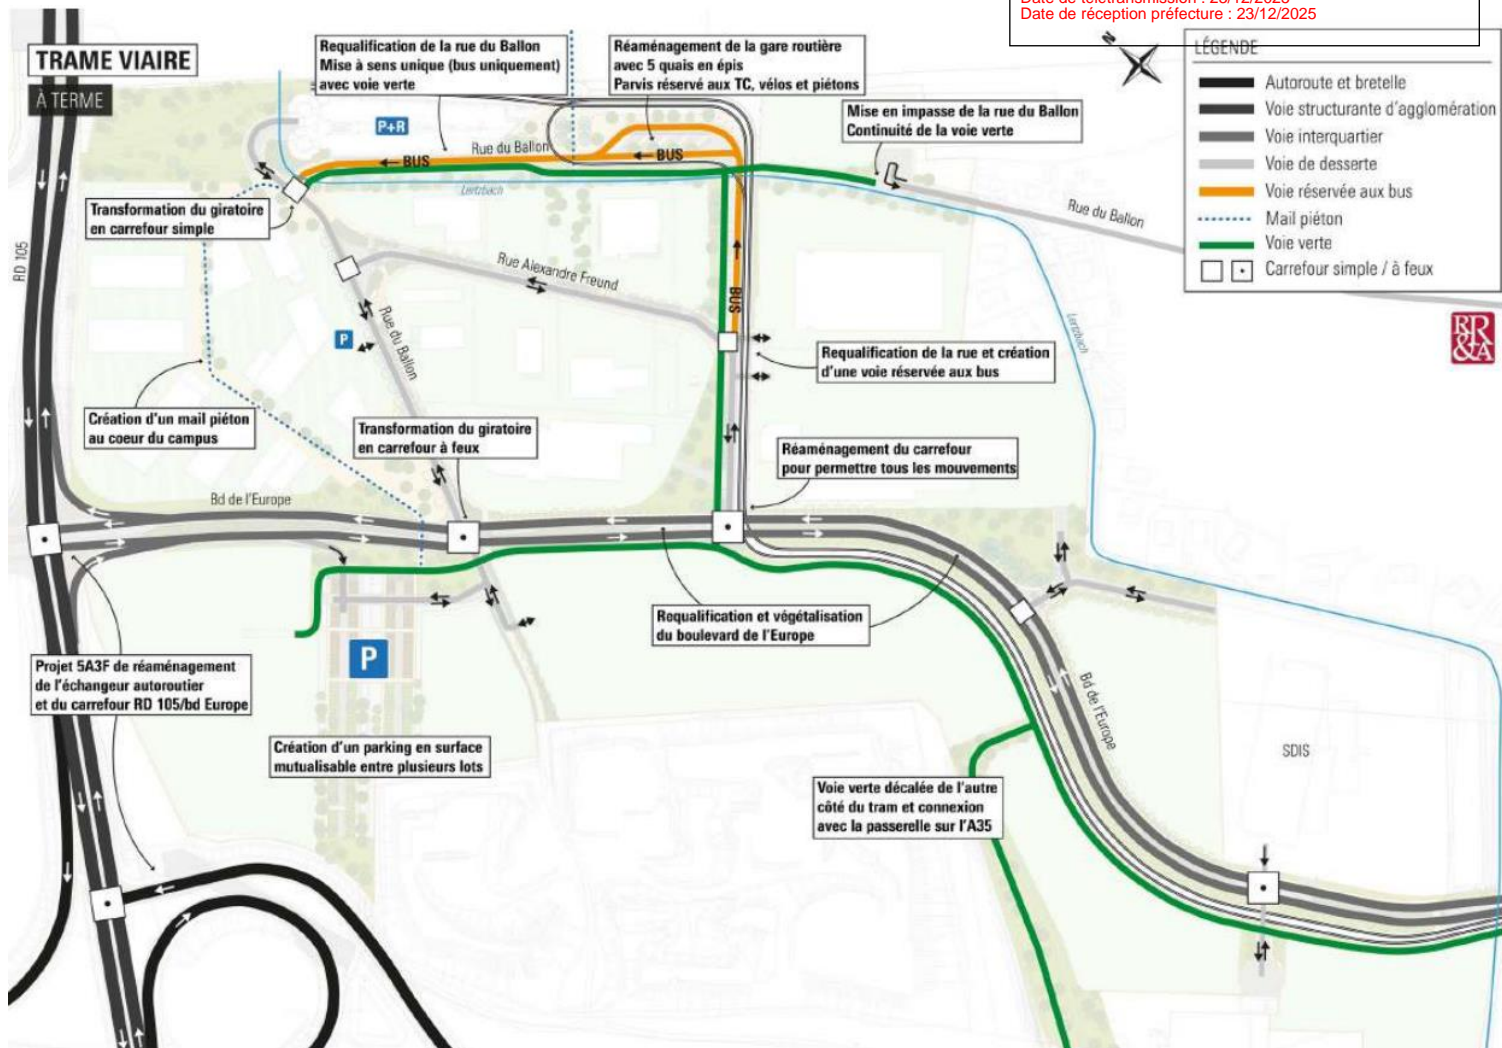 Date de télétransmission : 23/12/2025
Date de réception préfecture : 23/12/2025
TRAME VIAIRE
À TERME
Requalification de la rue du Ballon
Mise à sens unique (bus uniquement)
avec voie verte
Réaménagement de la gare routière
avec 5 quais en épis
Parvis réservé aux TC, vélos et piétons
Mise en impasse de la rue du Ballon
Continuité de la voie verte
N
LÉGENDE
Autoroute et bretelle
Voie structurante d'agglomération
Voie interquartier
Voie de desserte
Voie réservée aux bus
Mail piéton
Voie verte
Carrefour simple / à feux
P+R
Rue du Ballon
BUS
BUS
Lertzbach
Rue du Ballon
Transformation du giratoire
en carrefour simple
RD 105
Rue Alexandre Freund
BUS
Lertzbach
RR
&A
P
Rue du Ballon
Requalification de la rue et création
d'une voie réservée aux bus
Création d'un mail piéton
au coeur du campus
Transformation du giratoire
en carrefour à feux
Réaménagement du carrefour
pour permettre tous les mouvements
Bd de l'Europe
Requalification et végétalisation
du boulevard de l'Europe
P
Projet 5A3F de réaménagement
de l'échangeur autoroutier
et du carrefour RD 105/bd Europe
Bd de l'Europe
Création d'un parking en surface
mutualisable entre plusieurs lots
SDIS
Voie verte décalée de l'autre
côté du tram et connexion
avec la passerelle sur l'A35